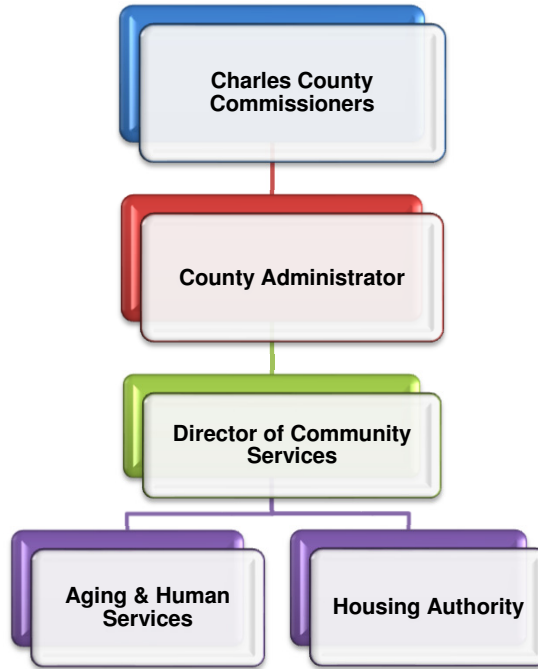 Charles County
Commissioners
County Administrator
Director of Community
Services
Aging & Human
Services
Housing Authority